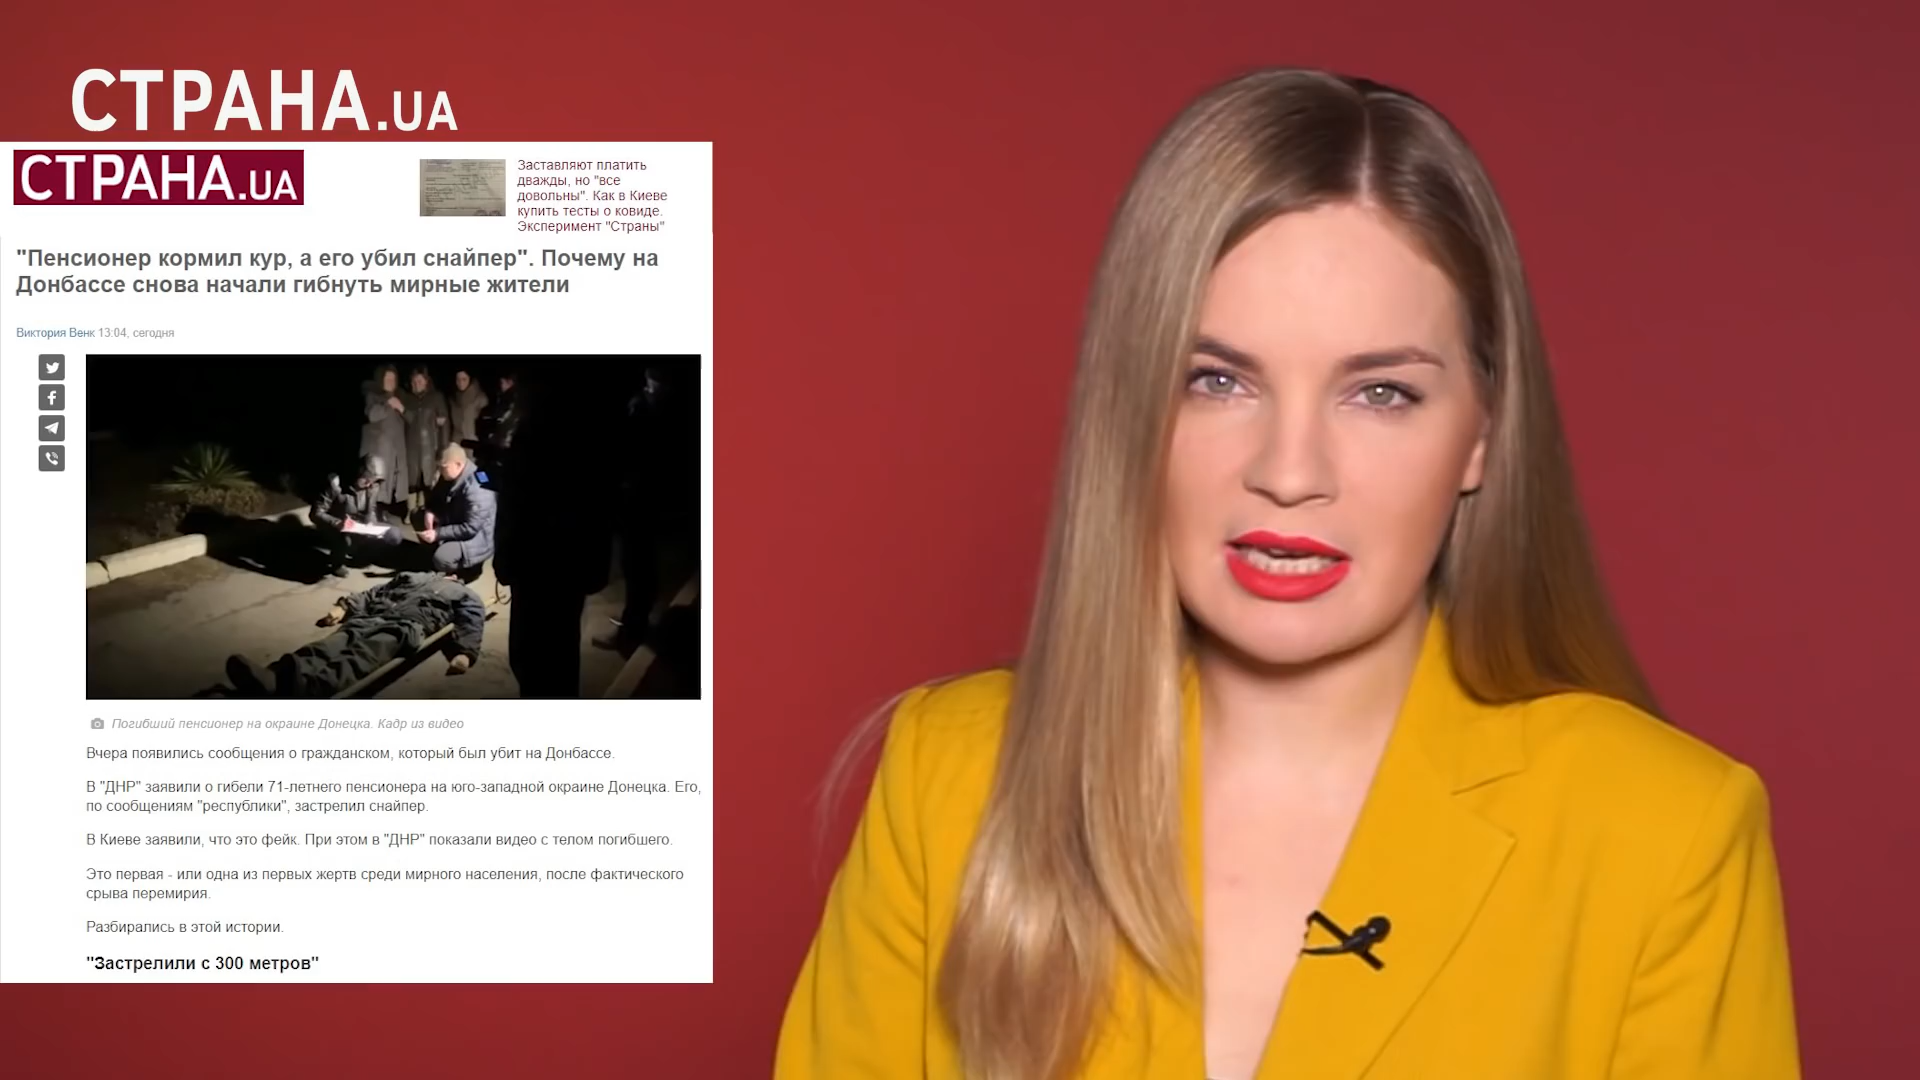 СТРАНА.UA
СТРАНА.UA
Заставляют платить
дважды, но "все
довольны". Как в Киеве
купить тесты о ковиде.
Эксперимент "Страны"
"Пенсионер кормил кур, а его убил снайпер". Почему на
Донбассе снова начали гибнуть мирные жители
Виктория Венк 13:04, сегодня
Погибший пенсионер на окраине Донецка. Кадр из видео
Вчера появились сообщения о гражданском, который был убит на Донбассе.
В "ДНР" заявили о гибели 71-летнего пенсионера на юго-западной окраине Донецка. Его,
по сообщениям "республики", застрелил снайпер.
В Киеве заявили, что это фейк. При этом в "ДНР" показали видео с телом погибшего.
Это первая - или одна из первых жертв среди мирного населения, после фактического
срыва перемирия.
Разбирались в этой истории.
"Застрелили с 300 метров"